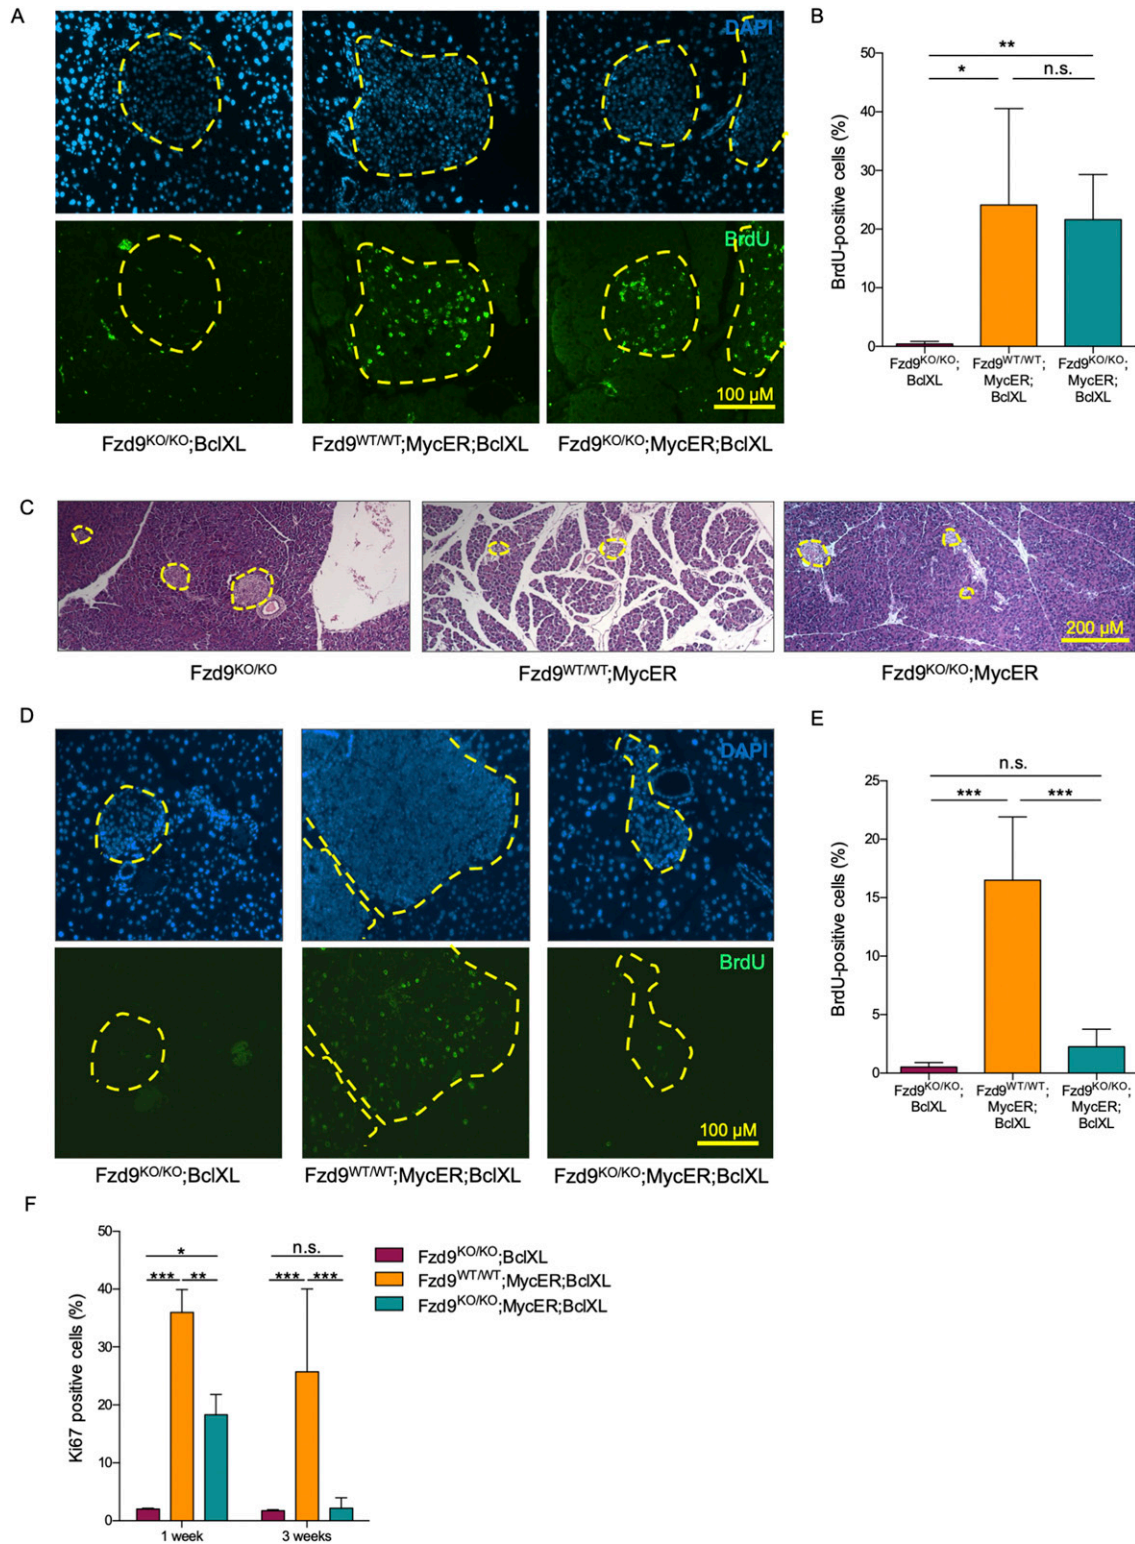 A
DAPI
BrdU
100 µM
Fzd9KO/KO;BclXL
Fzd9WT/WT;MycER;BclXL
Fzd9KO/KO;MycER;BclXL
B
**
*
n.s.
50
40
30
20
10
0
BrdU-positive cells (%)
Fzd9KO/KO;
BclXL
Fzd9WT/WT;
MycER;
BclXL
Fzd9KO/KO;
MycER;
BclXL
C
200 µM
Fzd9KO/KO
Fzd9WT/WT;MycER
Fzd9KO/KO;MycER
D
DAPI
BrdU
100 µM
Fzd9KO/KO;BclXL
Fzd9WT/WT;MycER;BclXL
Fzd9KO/KO;MycER;BclXL
E
n.s.
***
***
25
20
15
10
5
0
BrdU-positive cells (%)
Fzd9KO/KO;
BclXL
Fzd9WT/WT;
MycER;
BclXL
Fzd9KO/KO;
MycER;
BclXL
F
50
40
30
20
10
0
Ki67 positive cells (%)
*
***
**
n.s.
***
***
1 week
3 weeks
Fzd9KO/KO;BclXL
Fzd9WT/WT;MycER;BclXL
Fzd9KO/KO;MycER;BclXL